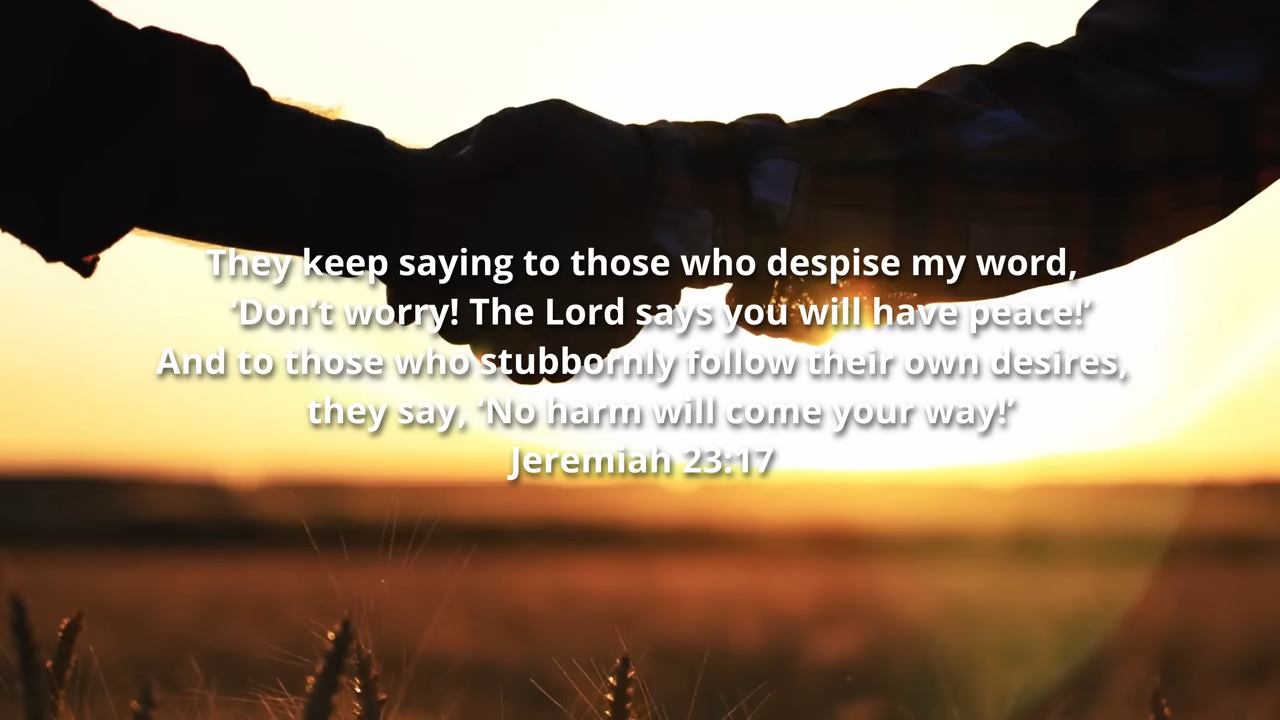 They keep saying to those who despise my word,
‘Don’t worry! The Lord says you will have peace!’
And to those who stubbornly follow their own desires,
they say, ‘No harm will come your way!’
Jeremiah 23:17